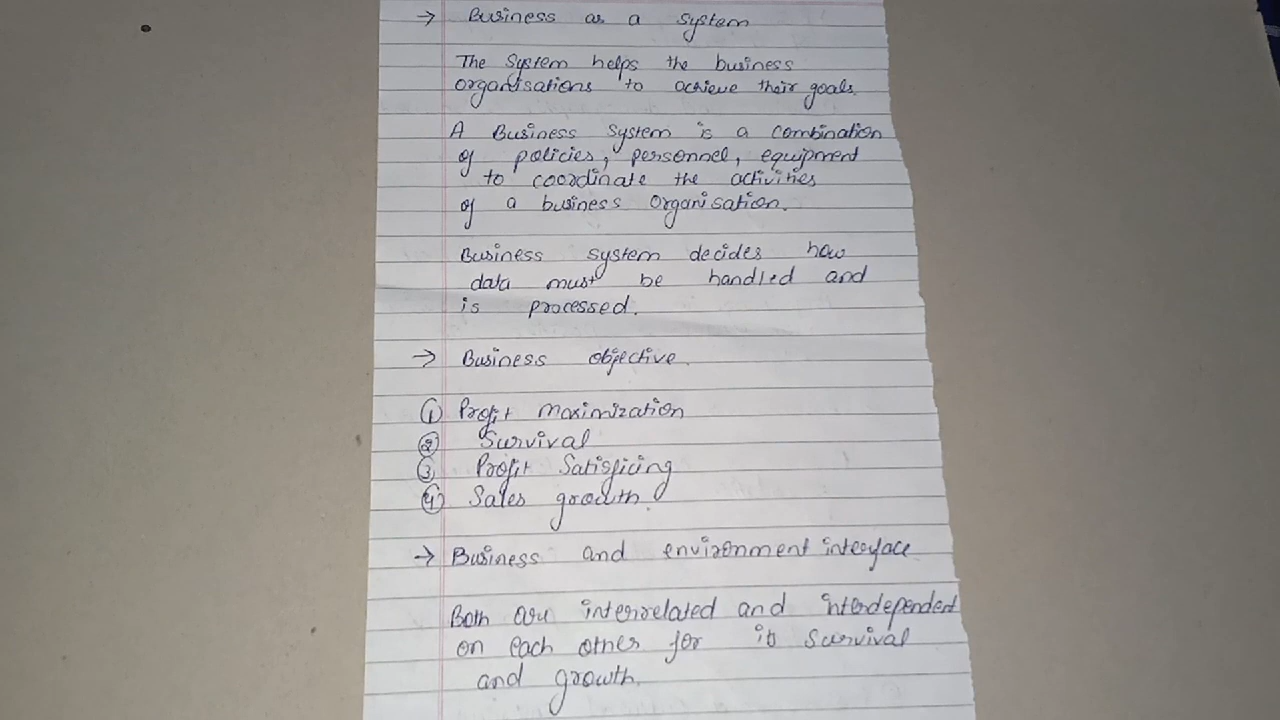 → Business as a system
The System helps the business
organisations to achieve their goals.
A Business System is a combination
of policies, personnel, equipment
to coordinate the activities
of a business organisation.
Business system decides how
data must be handled and
is processed.
→ Business objective.
① Profit maximization
② Survival
③ Profit Satisficing
④ Sales growth.
→ Business and environment interface
Both are interrelated and interdependent
on each other for its survival
and growth.